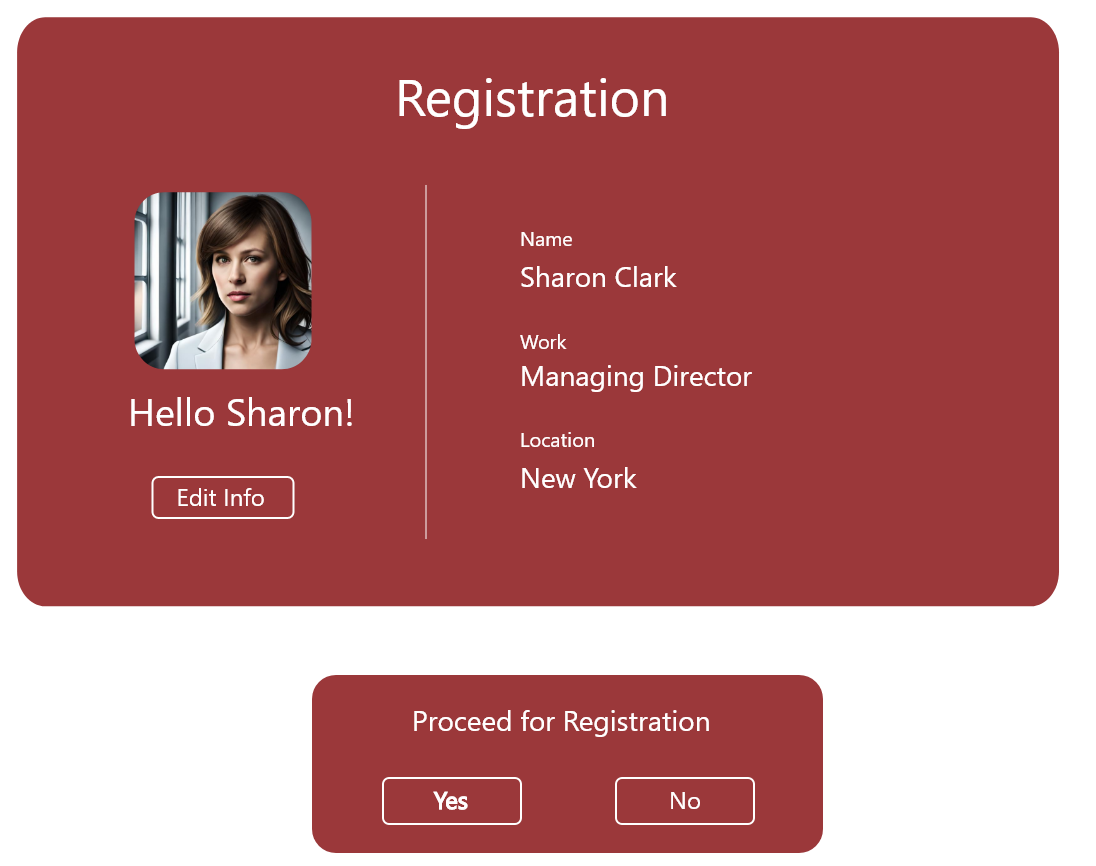 Registration
Hello Sharon!
Edit Info
Name
Sharon Clark
Work
Managing Director
Location
New York
Proceed for Registration
Yes
No